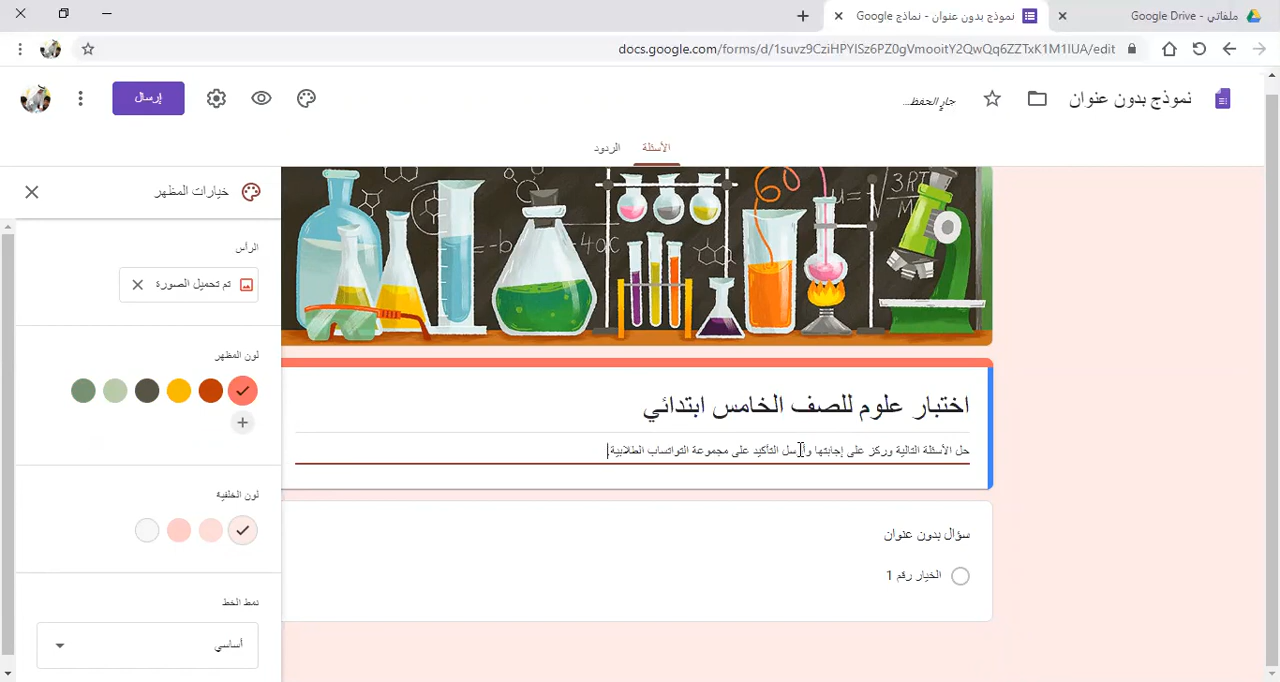 ملفاتي - Google Drive
نموذج بدون عنوان - نماذج Google
docs.google.com/forms/d/1suvz9CziHPYlSz6PZ0gVmooitY2QwQq6ZZTxK1M1IUA/edit
نموذج بدون عنوان
جارٍ الحفظ...
إرسال
الأسئلة
الردود
خيارات المظهر
الرأس
تم تحميل الصورة
لون المظهر
لون الخلفية
نمط الخط
أساسي
اختبار علوم للصف الخامس ابتدائي
حل الأسئلة التالية وركز على إجابتها وأرسل التأكيد على مجموعة التواتساب الطلابية
سؤال بدون عنوان
الخيار رقم 1